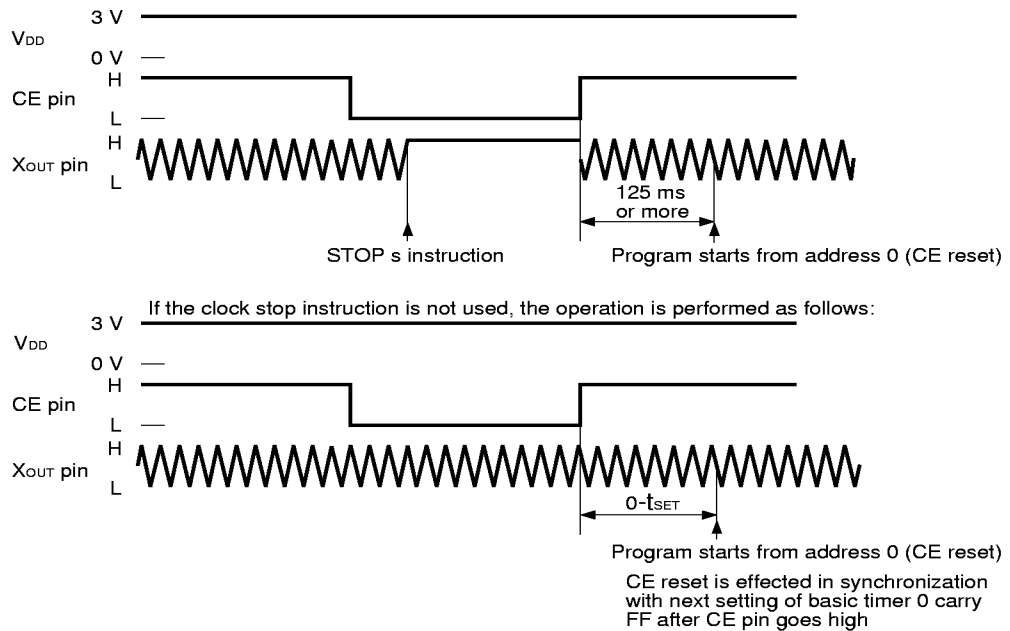 3 V
VDD
0 V
H
CE pin
L
H
XOUT pin
L
125 ms
or more
STOP s instruction
Program starts from address 0 (CE reset)
If the clock stop instruction is not used, the operation is performed as follows:
3 V
VDD
0 V
H
CE pin
L
H
XOUT pin
L
0-tSET
Program starts from address 0 (CE reset)
CE reset is effected in synchronization
with next setting of basic timer 0 carry
FF after CE pin goes high